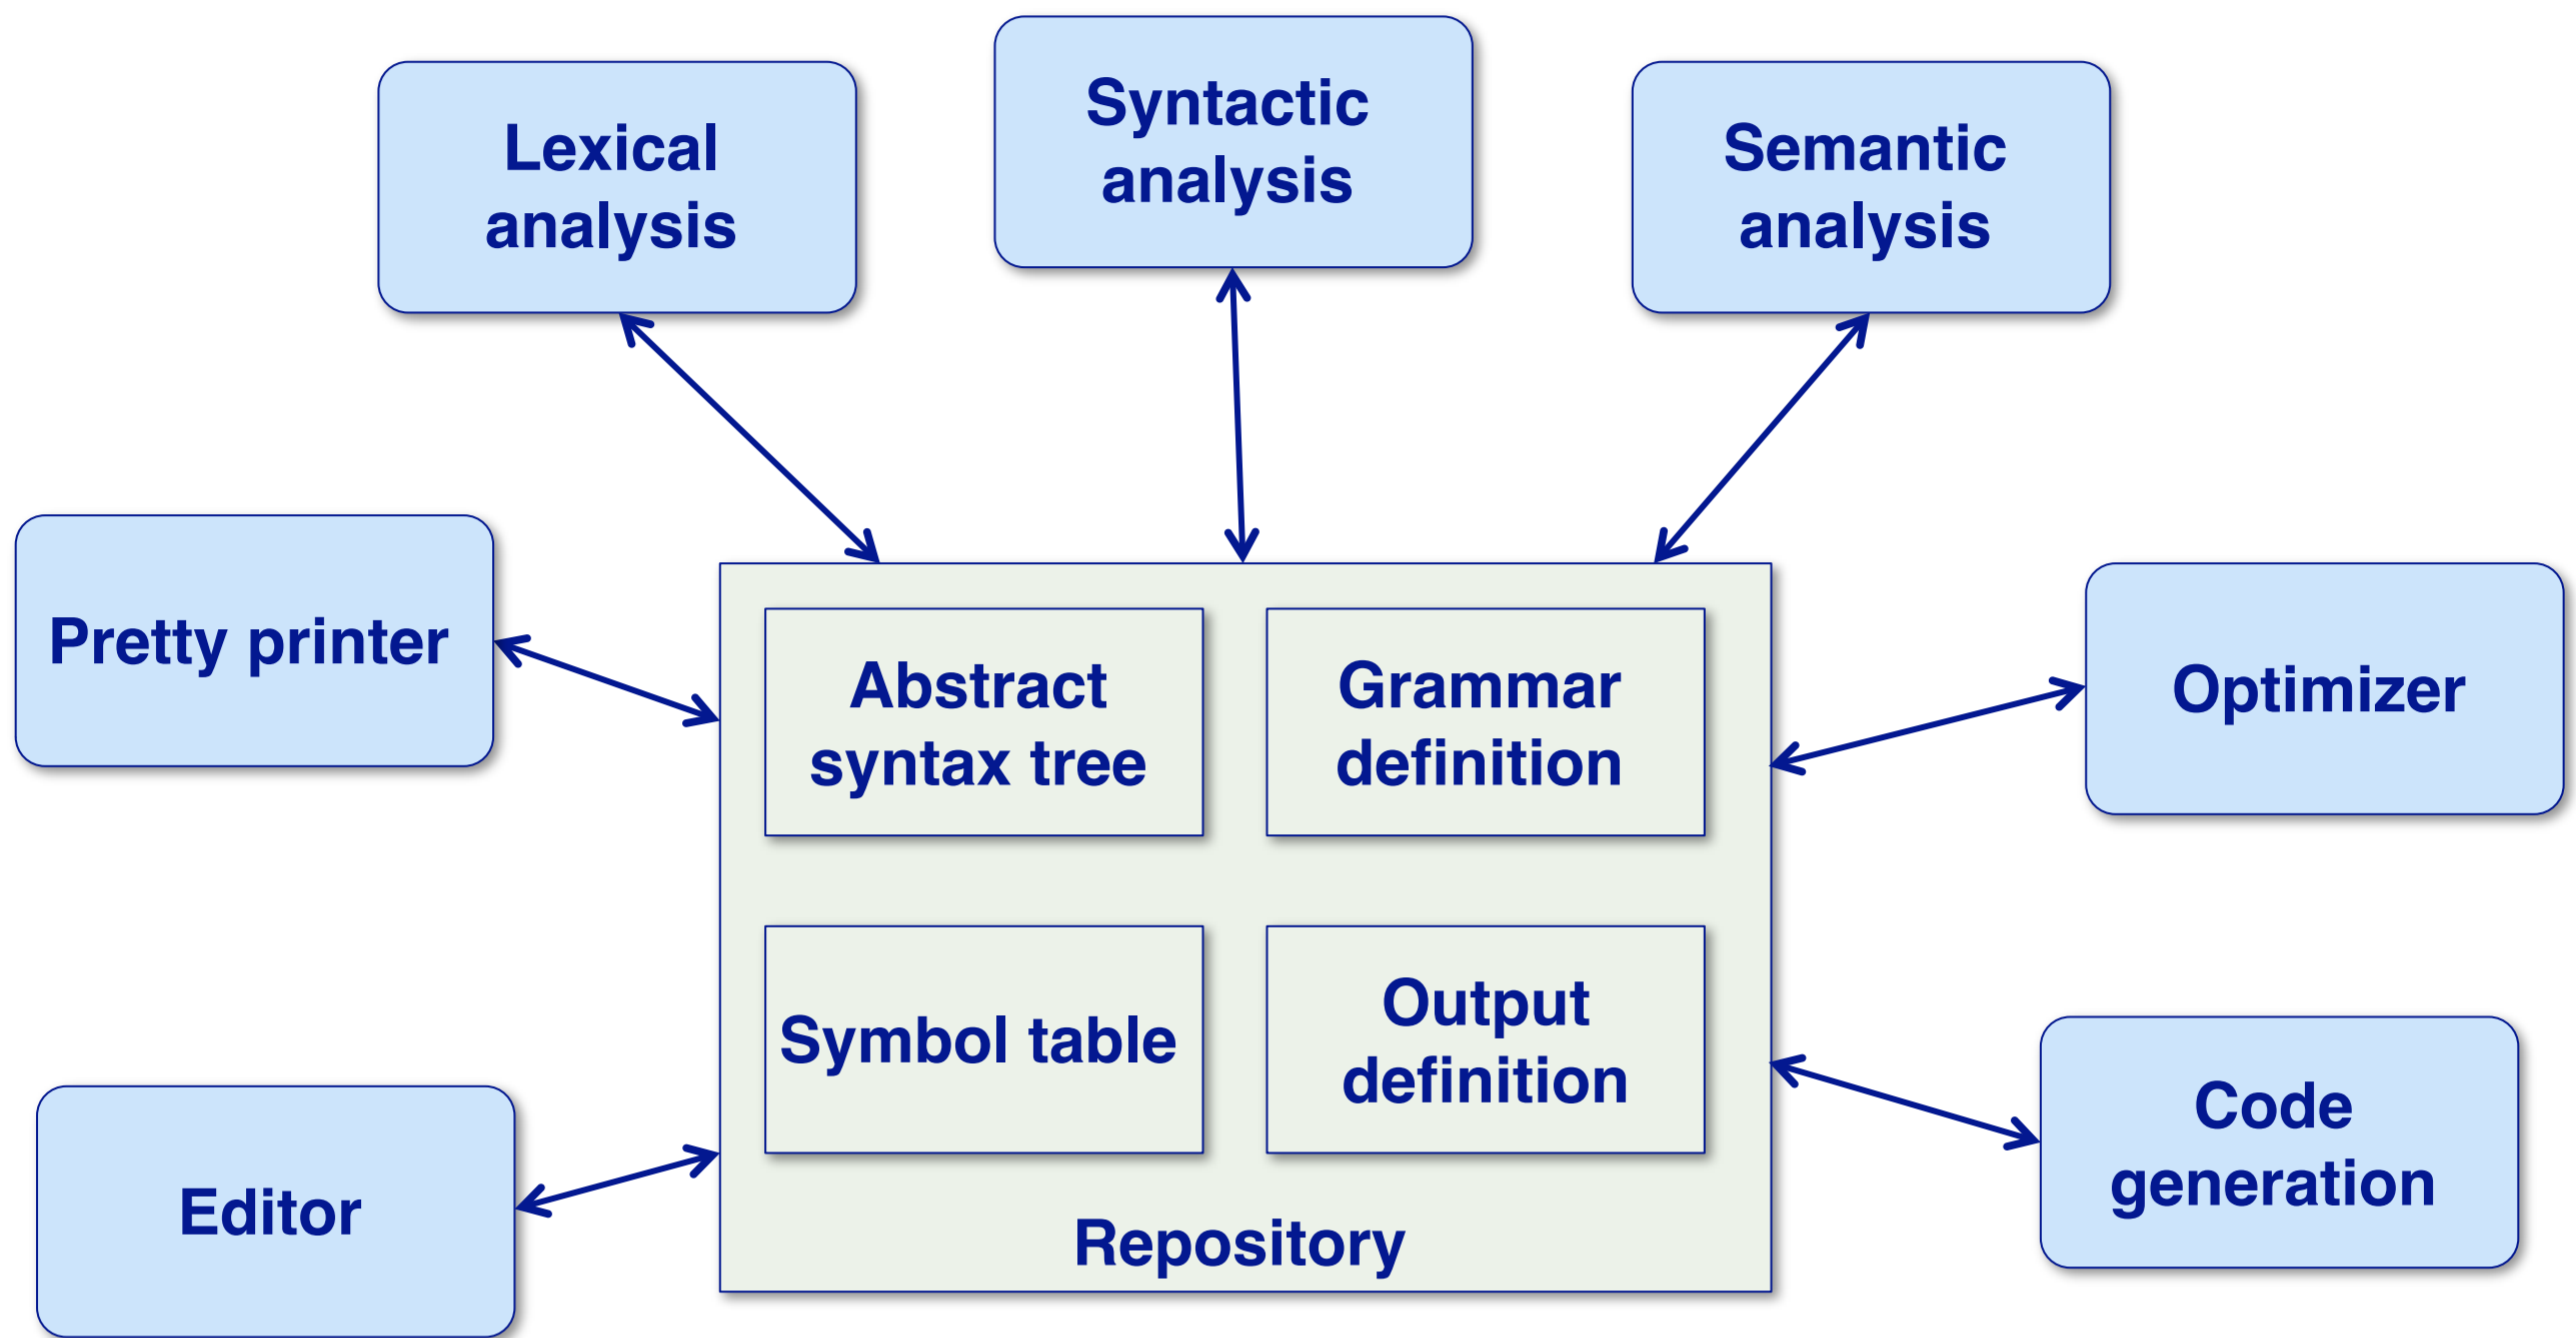 Lexical
analysis
Syntactic
analysis
Semantic
analysis
Pretty printer
Abstract
syntax tree
Grammar
definition
Optimizer
Symbol table
Output
definition
Editor
Code
generation
Repository